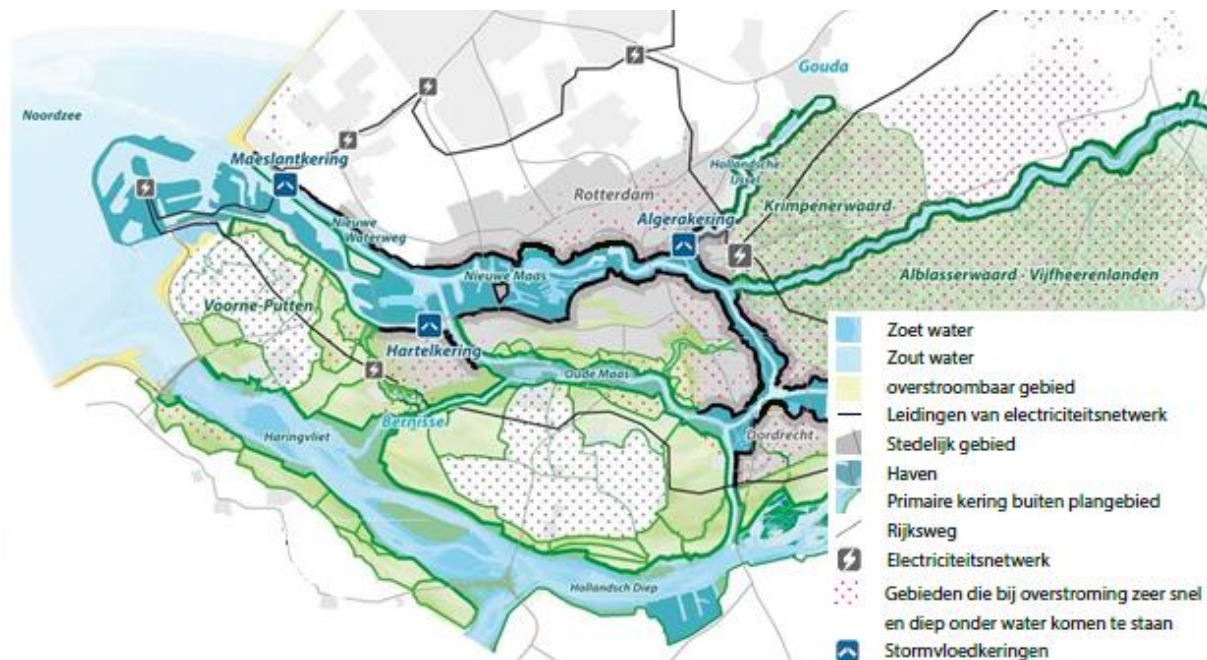 Noordzee
Maeslantkering
Gouda
Hollandsche
IJssel
Rotterdam
Algerakering
Krimpenerwaard
Nieuwe
Waterweg
Nieuwe Maas
Alblasserwaard - Vijfheerenlanden
Voorne-Putten
Hartelkering
Oude Maas
Bernisse
Haringvliet
Dordrecht
Hollandsch Diep
Zoet water
Zout water
overstroombaar gebied
Leidingen van electriciteitsnetwerk
Stedelijk gebied
Haven
Primaire kering buiten plangebied
Rijksweg
Electriciteitsnetwerk
Gebieden die bij overstroming zeer snel
en diep onder water komen te staan
Stormvloedkeringen